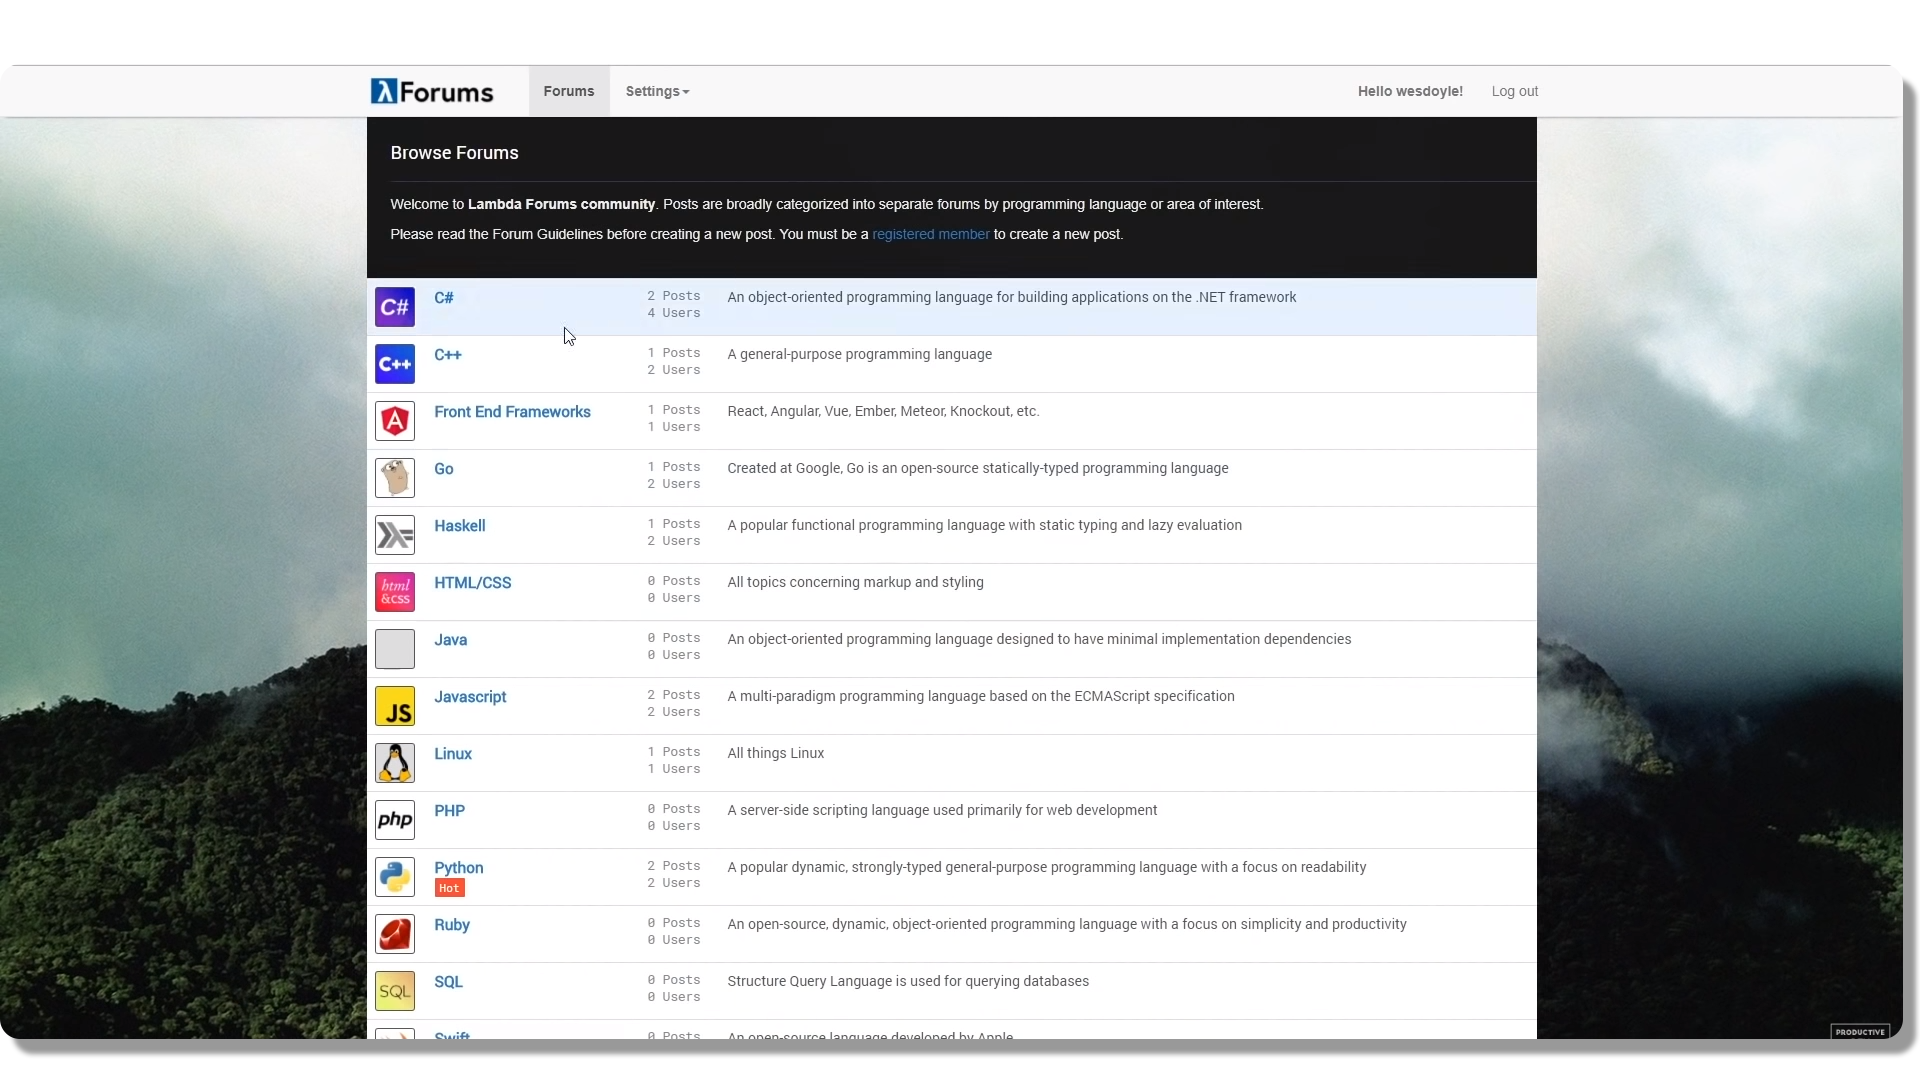 λForums
Forums
Settings
Hello wesdoyle!
Log out
Browse Forums
Welcome to Lambda Forums community. Posts are broadly categorized into separate forums by programming language or area of interest.
Please read the Forum Guidelines before creating a new post. You must be a registered member to create a new post.
C#
C#
2 Posts
4 Users
An object-oriented programming language for building applications on the .NET framework
C++
C++
1 Posts
2 Users
A general-purpose programming language
A
Front End Frameworks
1 Posts
1 Users
React, Angular, Vue, Ember, Meteor, Knockout, etc.
Go
1 Posts
2 Users
Created at Google, Go is an open-source statically-typed programming language
Haskell
1 Posts
2 Users
A popular functional programming language with static typing and lazy evaluation
html
&css
HTML/CSS
0 Posts
0 Users
All topics concerning markup and styling
Java
0 Posts
0 Users
An object-oriented programming language designed to have minimal implementation dependencies
JS
Javascript
2 Posts
2 Users
A multi-paradigm programming language based on the ECMAScript specification
Linux
1 Posts
1 Users
All things Linux
php
PHP
0 Posts
0 Users
A server-side scripting language used primarily for web development
Python
Hot
2 Posts
2 Users
A popular dynamic, strongly-typed general-purpose programming language with a focus on readability
Ruby
0 Posts
0 Users
An open-source, dynamic, object-oriented programming language with a focus on simplicity and productivity
SQL
SQL
0 Posts
0 Users
Structure Query Language is used for querying databases
Swift
0 Posts
An open-source language developed by Apple
PRODUCTIVE